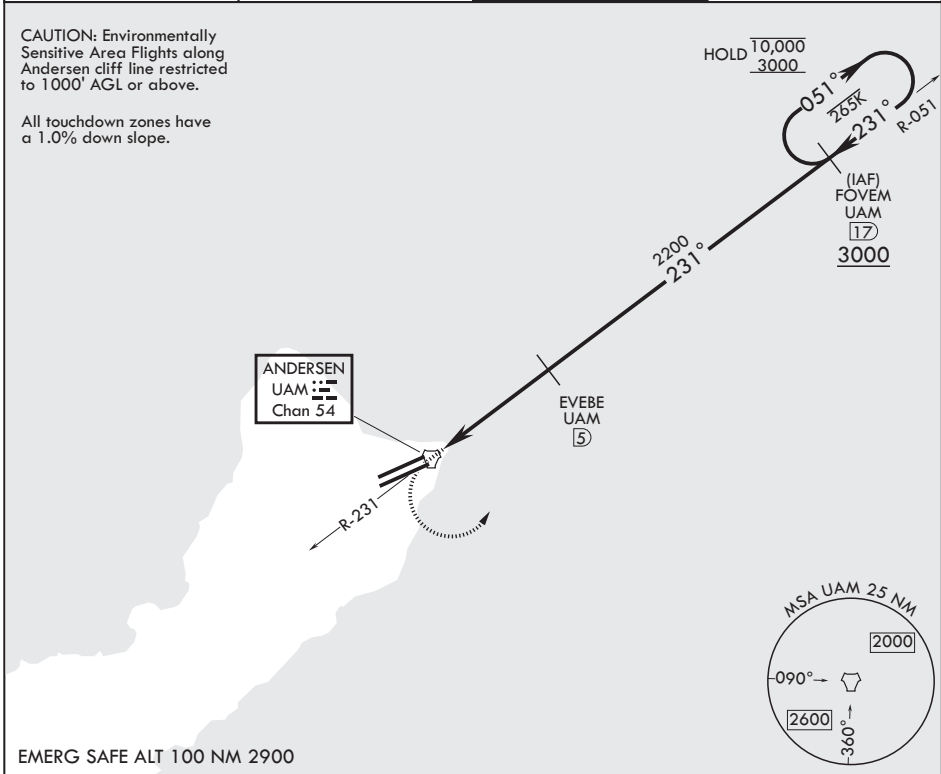 CAUTION: Environmentally
Sensitive Area Flights along
Andersen cliff line restricted
to 1000' AGL or above.
All touchdown zones have
a 1.0% down slope.
HOLD 10,000
3000
051°
265K
231°
R-051
(IAF)
FOVEM
UAM
17
3000
2200
231°
ANDERSEN
UAM
Chan 54
EVEBE
UAM
5
R-231
MSA UAM 25 NM
2000
090°
2600
360°
EMERG SAFE ALT 100 NM 2900